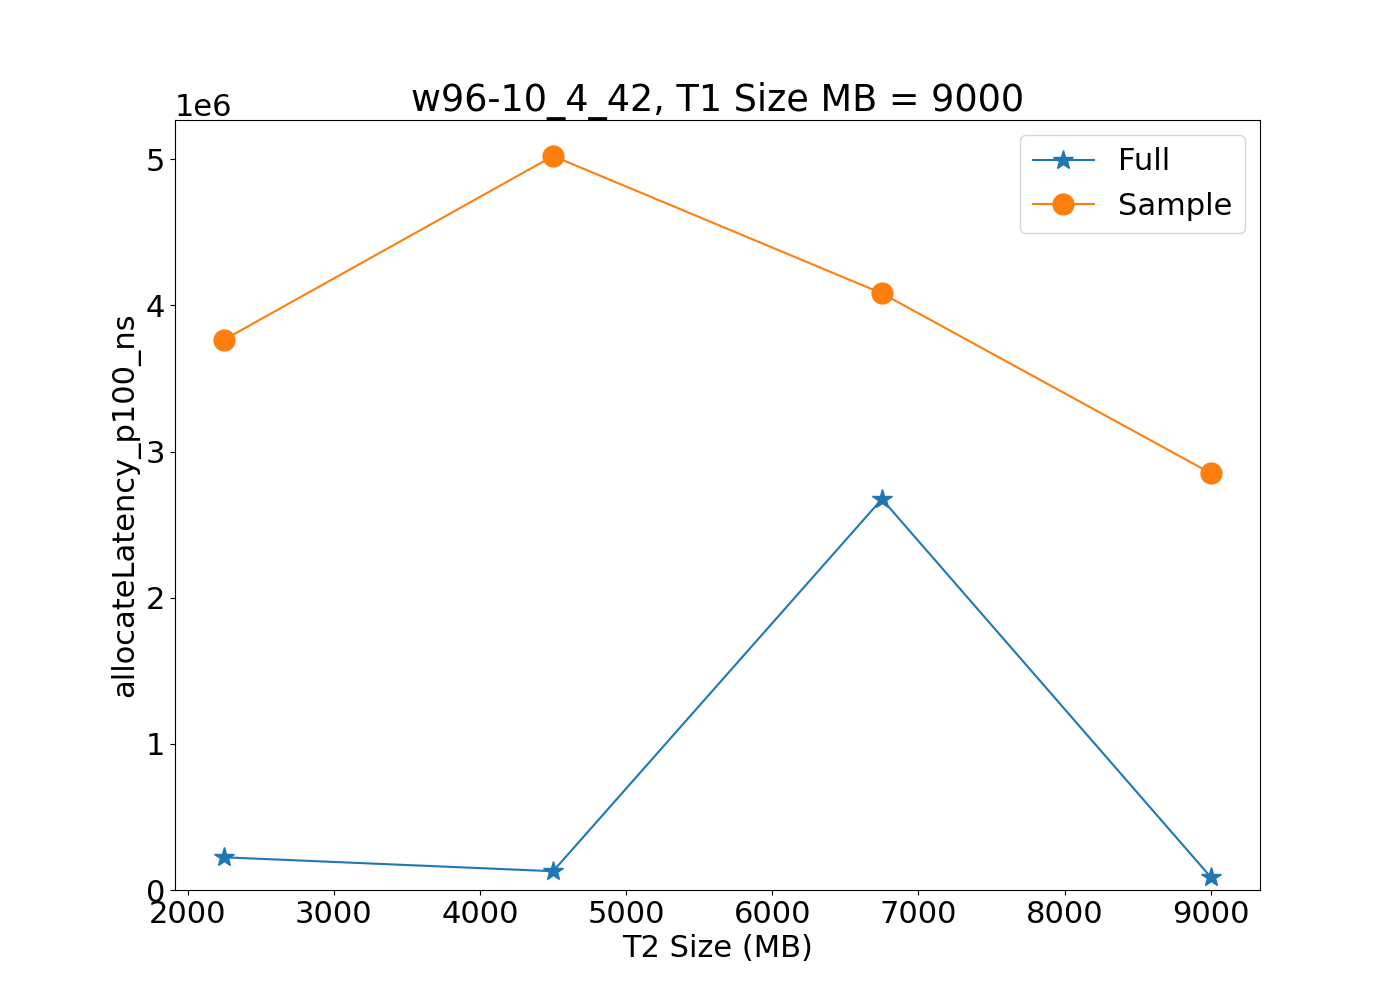 w96-10_4_42, T1 Size MB = 9000
1e6
Full
Sample
5
4
3
2
1
0
allocateLatency_p100_ns
2000 3000 4000 5000 6000 7000 8000 9000
T2 Size (MB)